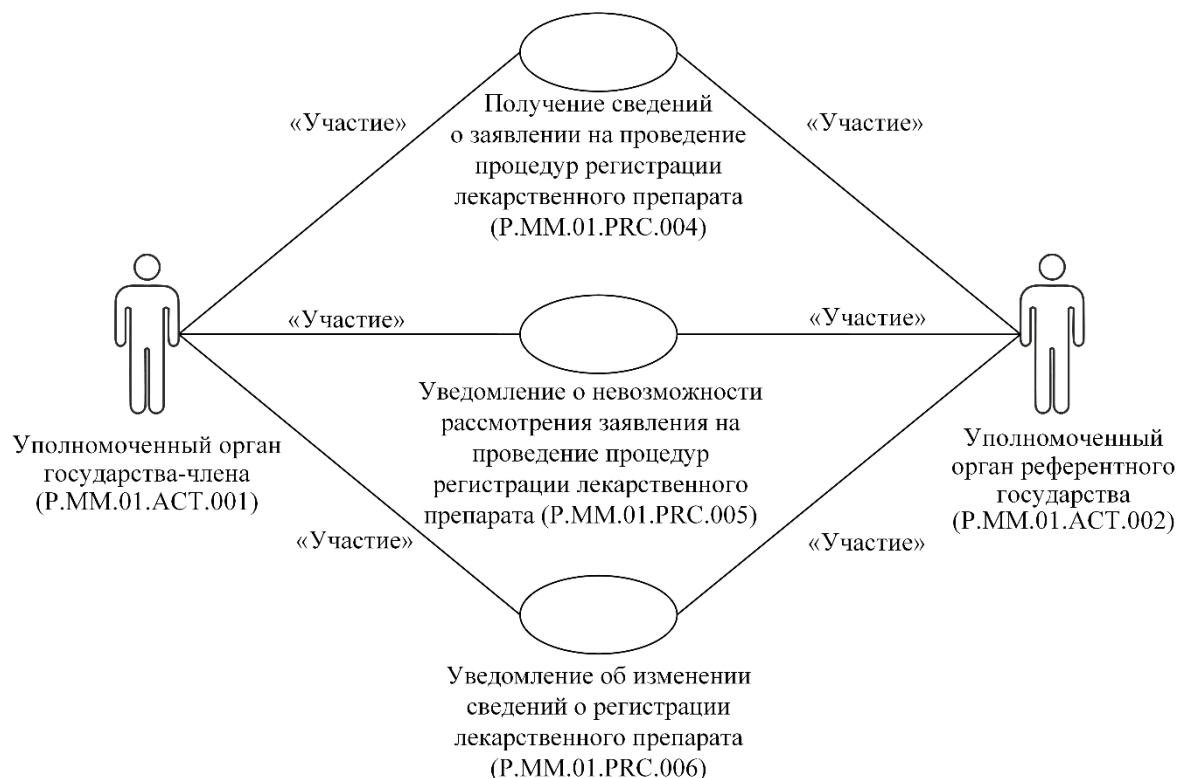 «Участие»
«Участие»
Получение сведений
о заявлении на проведение
процедур регистрации
лекарственного препарата
(P.MM.01.PRC.004)
«Участие»
«Участие»
Уведомление о невозможности
рассмотрения заявления на
проведение процедур
регистрации лекарственного
препарата (P.MM.01.PRC.005)
Уполномоченный орган
государства-члена
(P.MM.01.ACT.001)
Уполномоченный
орган референтного
государства
(P.MM.01.ACT.002)
«Участие»
«Участие»
Уведомление об изменении
сведений о регистрации
лекарственного препарата
(P.MM.01.PRC.006)